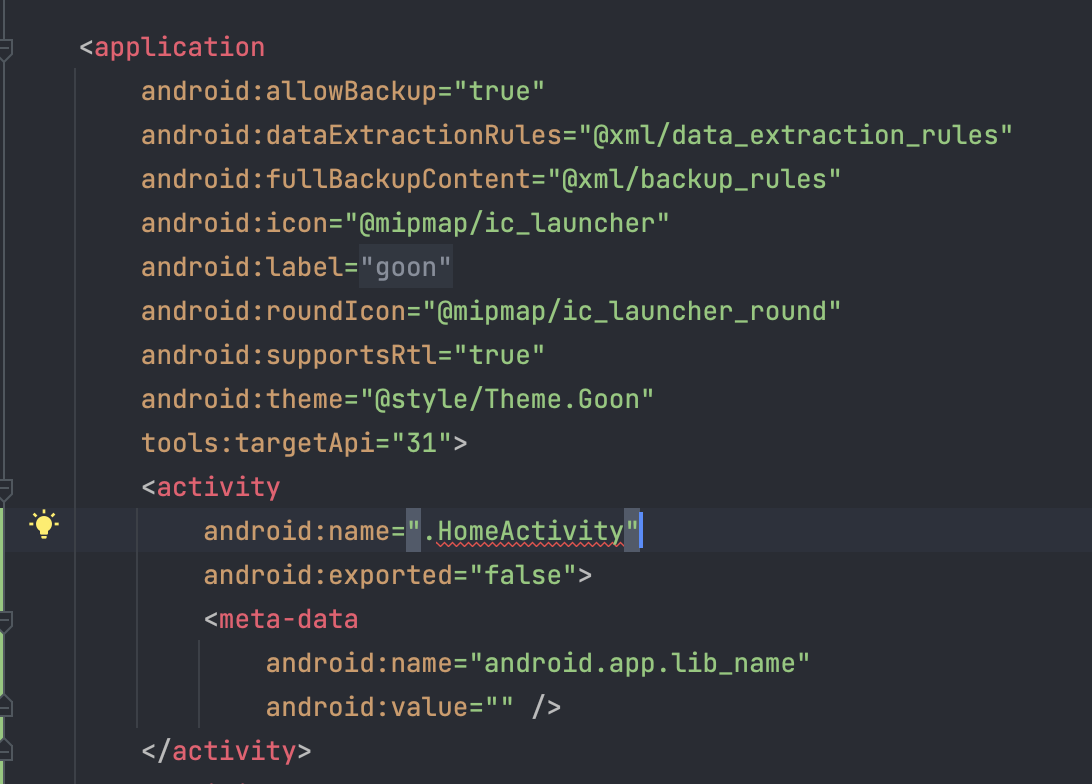 <application
android:allowBackup="true"
android:dataExtractionRules="@xml/data_extraction_rules"
android:fullBackupContent="@xml/backup_rules"
android:icon="@mipmap/ic_launcher"
android:label="goon"
android:roundIcon="@mipmap/ic_launcher_round"
android:supportsRtl="true"
android:theme="@style/Theme.Goon"
tools:targetApi="31">
<activity
android:name=".HomeActivity"
android:exported="false">
<meta-data
android:name="android.app.lib_name"
android:value="" />
</activity>